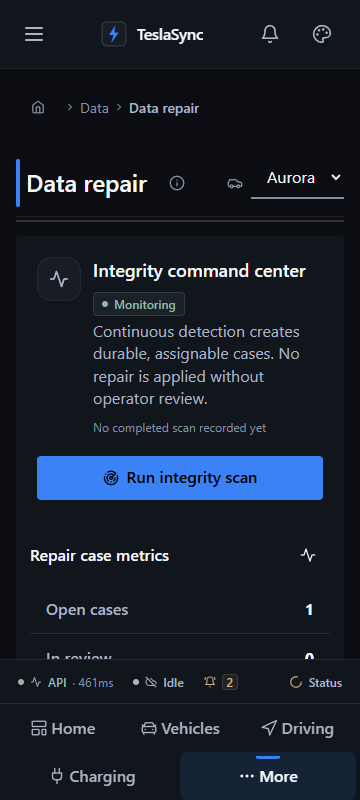 TeslaSync
Data
Data repair
Data repair
Aurora
Integrity command center
Monitoring
Continuous detection creates
durable, assignable cases. No
repair is applied without
operator review.
No completed scan recorded yet
Run integrity scan
Repair case metrics
Open cases 1
In review 0
API · 461ms Idle 2 Status
Home Vehicles Driving
Charging More